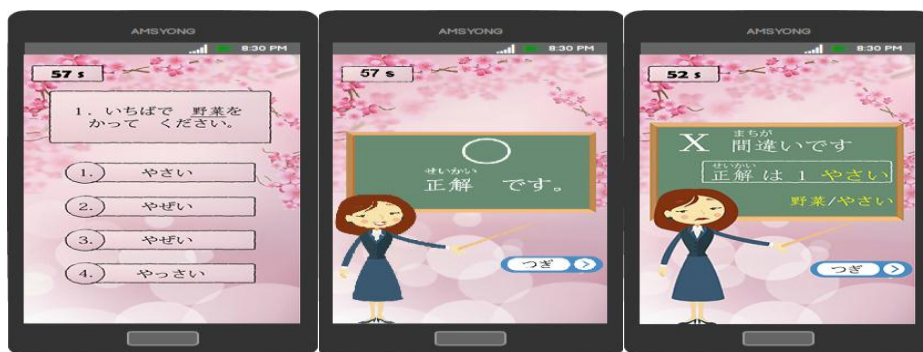 AMSYONG
8:30 PM
57 s
1. いちばで 野菜を
かって ください。
1. やさい
2. やぜい
3. やぜい
4. やっさい
AMSYONG
8:30 PM
57 s
せいかい
正解 です。
つぎ
AMSYONG
8:30 PM
52 s
まちが
X 間違いです
せいかい
正解 は 1 やさい
野菜/やさい
つぎ